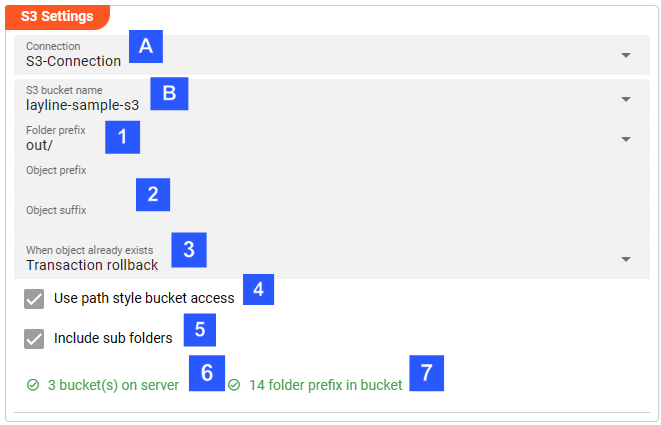 S3 Settings
Connection
S3-Connection
A
S3 bucket name
layline-sample-s3
B
Folder prefix
out/
1
Object prefix
2
Object suffix
When object already exists
Transaction rollback
3
Use path style bucket access 4
Include sub folders 5
3 bucket(s) on server 6 14 folder prefix in bucket 7